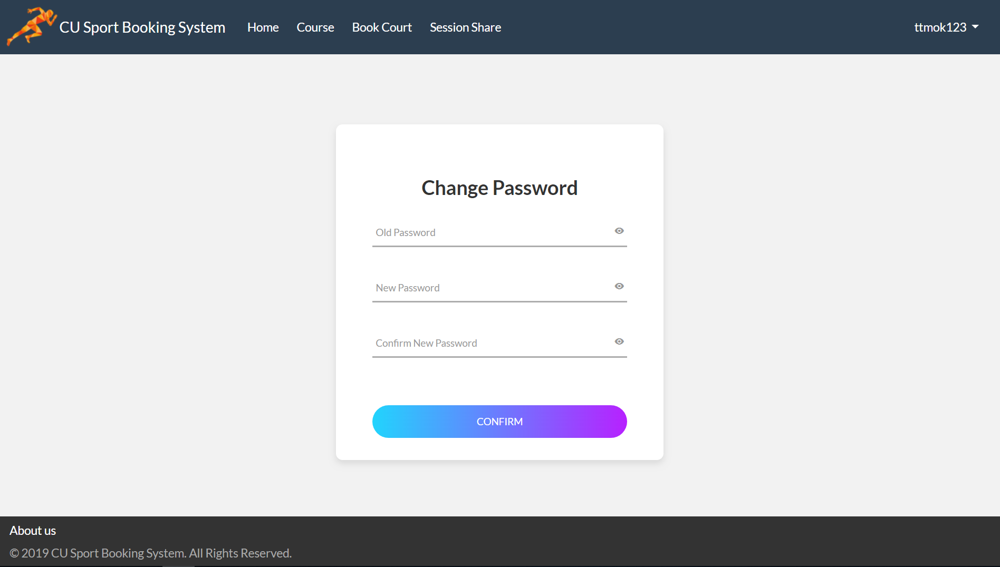 CU Sport Booking System Home Course Book Court Session Share ttmok123
Change Password
Old Password
New Password
Confirm New Password
CONFIRM
About us
© 2019 CU Sport Booking System. All Rights Reserved.